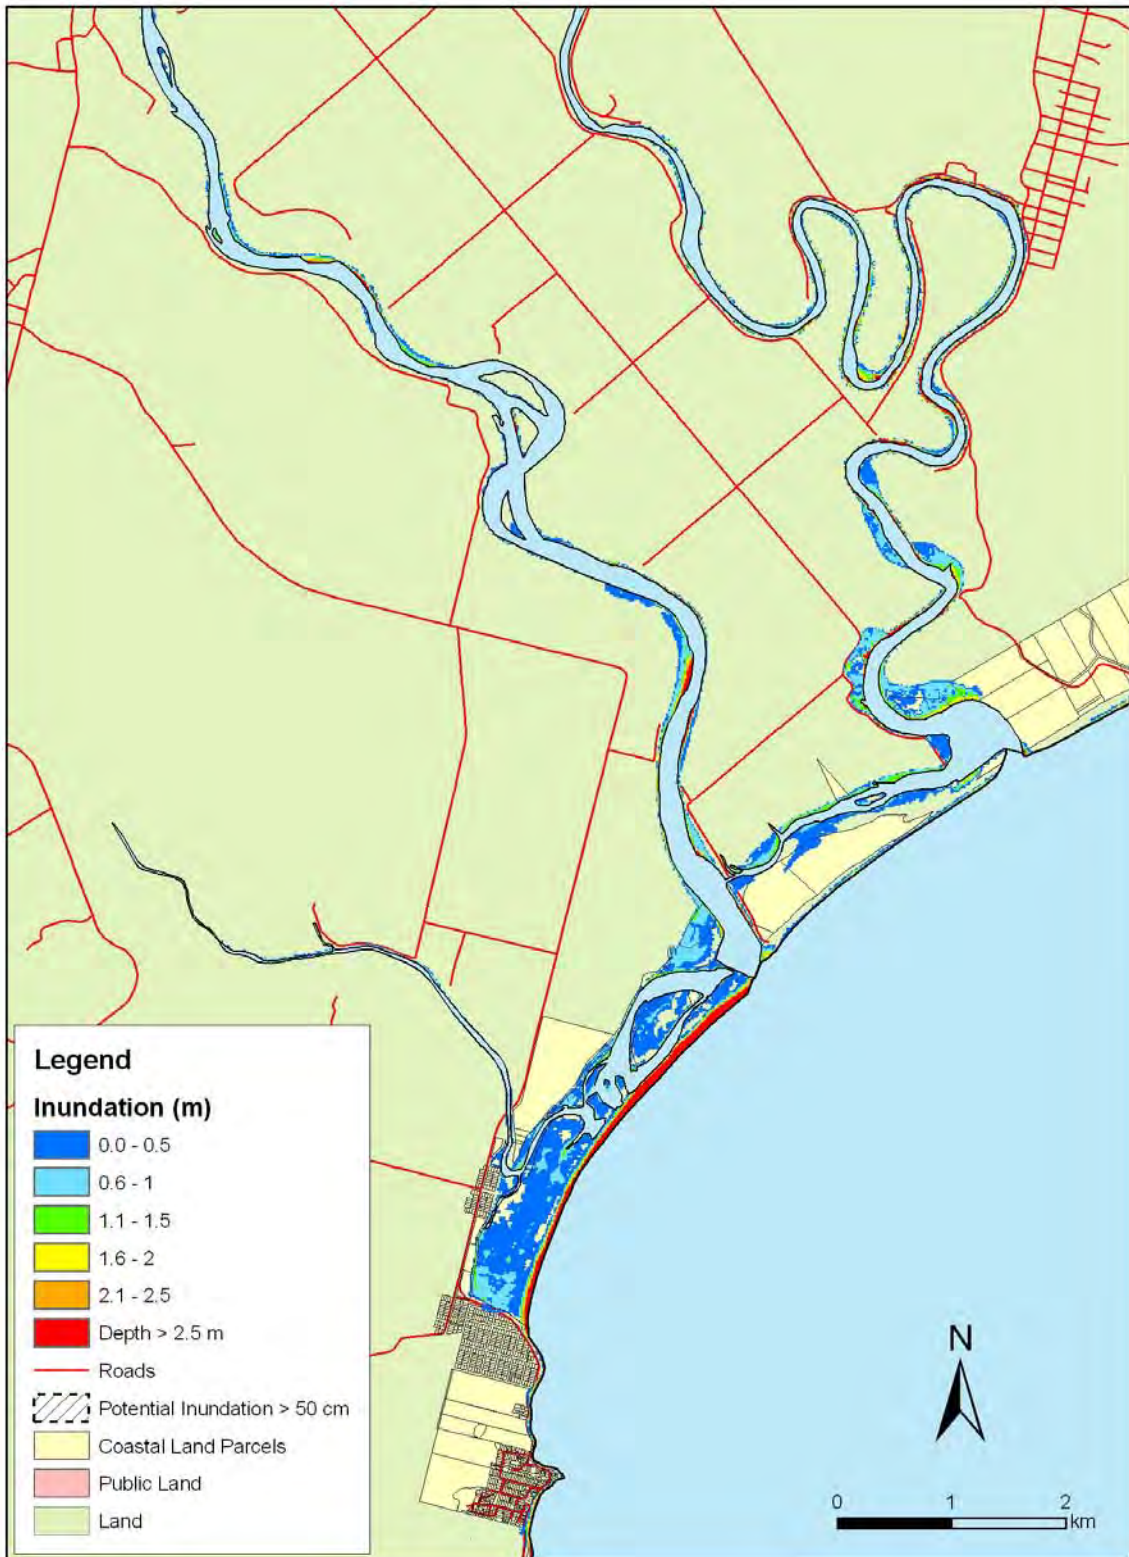 Legend
Inundation (m)
0.0 - 0.5
0.6 - 1
1.1 - 1.5
1.6 - 2
2.1 - 2.5
Depth > 2.5 m
Roads
Potential Inundation > 50 cm
Coastal Land Parcels
Public Land
Land
N
0 1 2
km